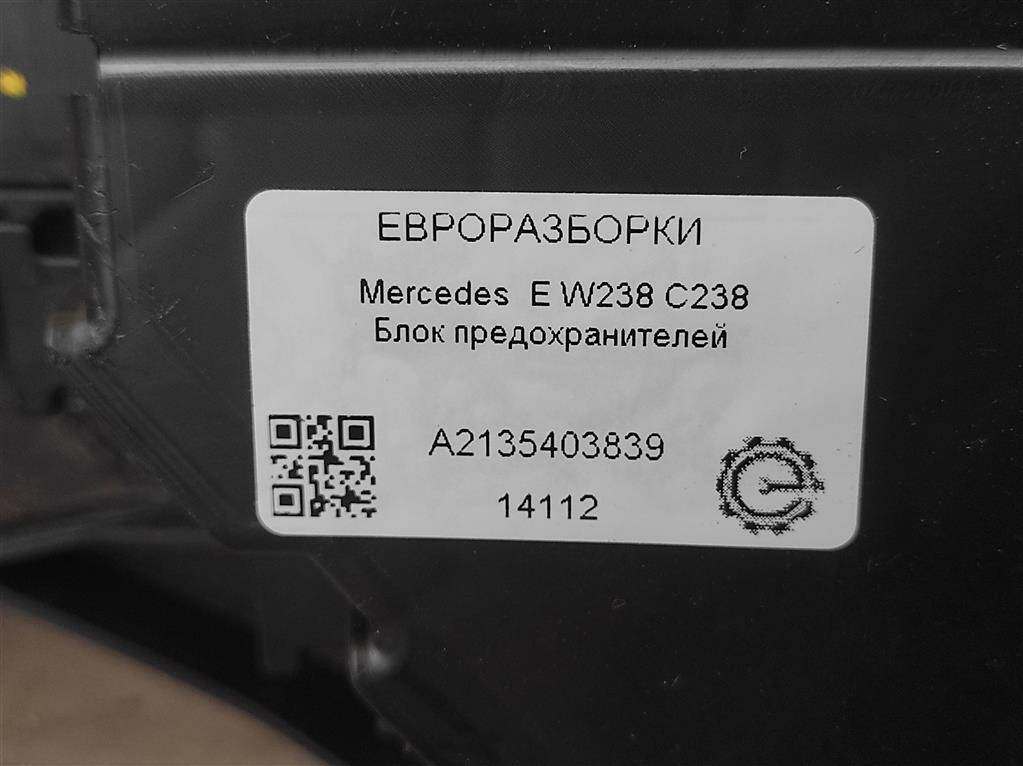 ЕВРОРАЗБОРКИ
Mercedes E W238 C238
Блок предохранителей
A2135403839
14112